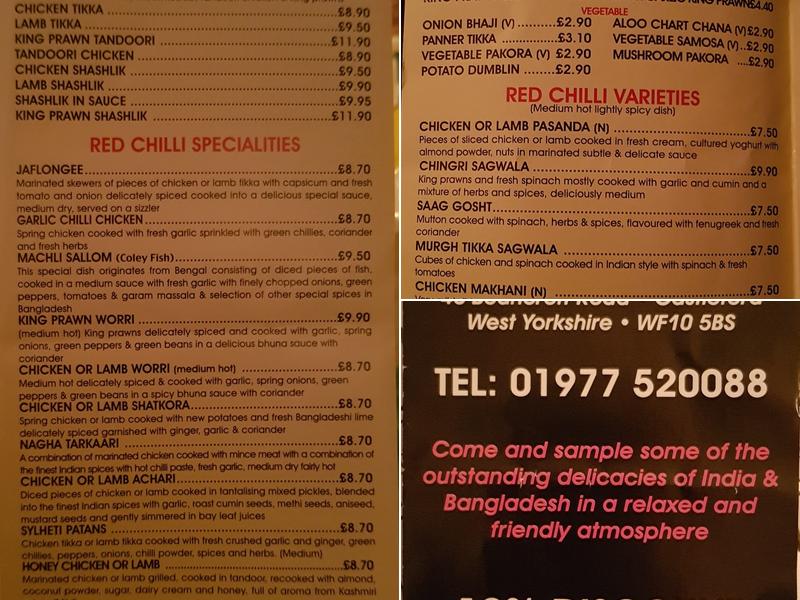 CHICKEN TIKKA £8.90
LAMB TIKKA £9.50
KING PRAWN TANDOORI £11.90
TANDOORI CHICKEN £8.90
CHICKEN SHASHLIK £9.50
LAMB SHASHLIK £9.90
SHASHLIK IN SAUCE £9.95
KING PRAWN SHASHLIK £11.90
RED CHILLI SPECIALITIES
JAFLONGEE £8.70
Marinated skewers of pieces of chicken or lamb tikka with capsicum and fresh
tomato and onion delicately spiced cooked into a delicious special sauce,
medium dry, served on a sizzler
GARLIC CHILLI CHICKEN £8.70
Spring chicken cooked with fresh garlic sprinkled with green chillies, coriander
and fresh herbs
MACHLI SALLOM (Coley Fish) £9.50
This special dish originates from Bengal consisting of diced pieces of fish,
cooked in a medium sauce with fresh garlic with finely chopped onions, green
peppers, tomatoes & garam massala & selection of other special spices in
Bangladesh
KING PRAWN WORRI £9.90
(medium hot) King prawns delicately spiced and cooked with garlic, spring
onions, green peppers & green beans in a delicious bhuna sauce with
coriander
CHICKEN OR LAMB WORRI (medium hot) £8.70
Medium hot delicately spiced & cooked with garlic, spring onions, green
peppers & green beans in a spicy bhuna sauce with coriander
CHICKEN OR LAMB SHATKORA £8.70
Spring chicken or lamb cooked with new potatoes and fresh Bangladeshi lime
delicately spiced garnished with ginger, garlic & coriander
NAGHA TARKAARI £8.70
A combination of marinated chicken cooked with mince meat with a combination of
the finest Indian spices with hot chilli paste, fresh garlic, medium dry fairly hot
CHICKEN OR LAMB ACHARI £8.70
Diced pieces of chicken or lamb cooked in tantalising mixed pickles, blended
into the finest Indian spices with garlic, roast cumin seeds, methi seeds, aniseed,
mustard seeds and gently simmered in bay leaf juices
SYLHETI PATANS £8.70
Chicken tikka or lamb tikka cooked with fresh crushed garlic and ginger, green
chillies, peppers, onions, chilli powder, spices and herbs. (Medium)
HONEY CHICKEN OR LAMB £8.70
Marinated chicken or lamb grilled, cooked in tandoor, recooked with almond,
coconut powder, sugar, dairy cream and honey, full of aroma from Kashmiri
KING PRAWN £4.40
VEGETABLE
ONION BHAJI (V) £2.90 ALOO CHART CHANA (V) £2.90
PANNER TIKKA £3.10 VEGETABLE SAMOSA (V) £2.90
VEGETABLE PAKORA (V) £2.90 MUSHROOM PAKORA £2.90
POTATO DUMBLIN £2.90
RED CHILLI VARIETIES
(Medium hot lightly spicy dish)
CHICKEN OR LAMB PASANDA (N) £7.50
Pieces of sliced chicken or lamb cooked in fresh cream, cultured yoghurt with
almond powder, nuts in marinated subtle & delicate sauce
CHINGRI SAGWALA £9.90
King prawns and fresh spinach mostly cooked with garlic and cumin and a
mixture of herbs and spices, deliciously medium
SAAG GOSHT £7.50
Mutton cooked with spinach, herbs & spices, flavoured with fenugreek and fresh
coriander
MURGH TIKKA SAGWALA £7.50
Cubes of chicken and spinach cooked in Indian style with spinach & fresh
tomatoes
CHICKEN MAKHANI (N) £7.50
West Yorkshire • WF10 5BS
TEL: 01977 520088
Come and sample some of the
outstanding delicacies of India &
Bangladesh in a relaxed and
friendly atmosphere